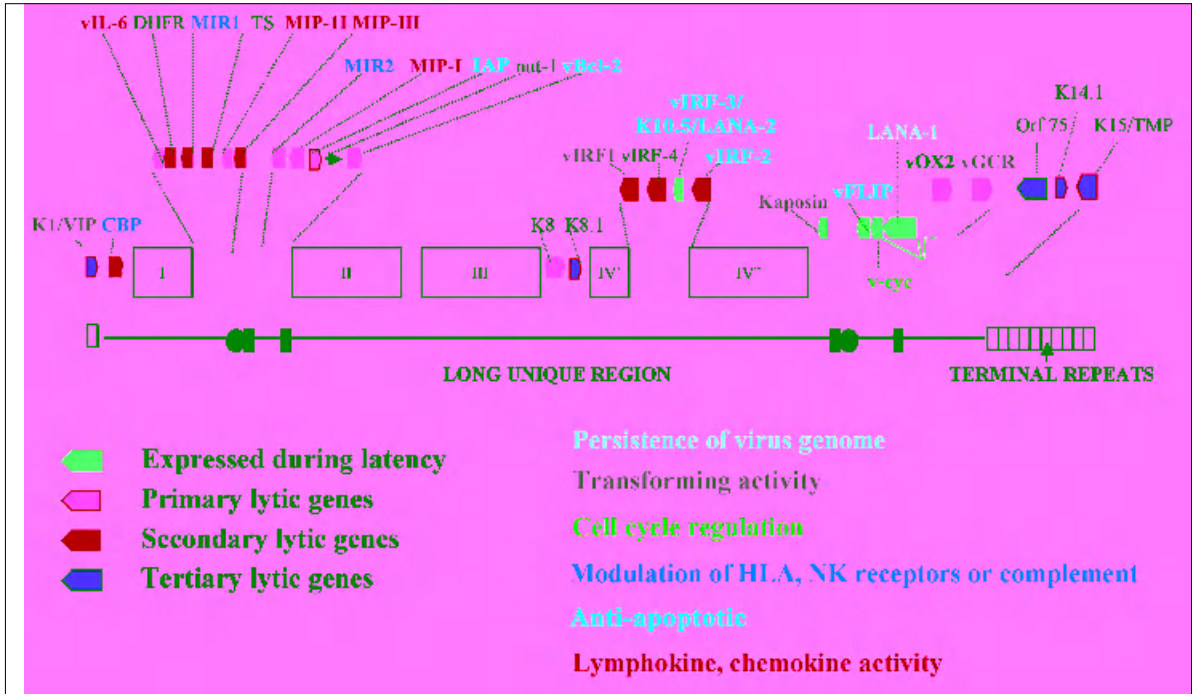 vIL-6 DHFR MIR1 TS MIP-1I MIP-III
MIR2 MIP-I IAP nut-1 vBcl-2
vIRF-3/
K10.5/LANA-2
vIRF1 vIRF-4 vIRF-2
K14.1
Orf 75 K15/TMP
LANA-1
vOX2 vGCR
Kaposin vFLIP
K1/VIP CBP
K8 K8.1
I II III IV' IV''
v-cyc
LONG UNIQUE REGION TERMINAL REPEATS
Expressed during latency
Primary lytic genes
Secondary lytic genes
Tertiary lytic genes
Persistence of virus genome
Transforming activity
Cell cycle regulation
Modulation of HLA, NK receptors or complement
Anti-apoptotic
Lymphokine, chemokine activity